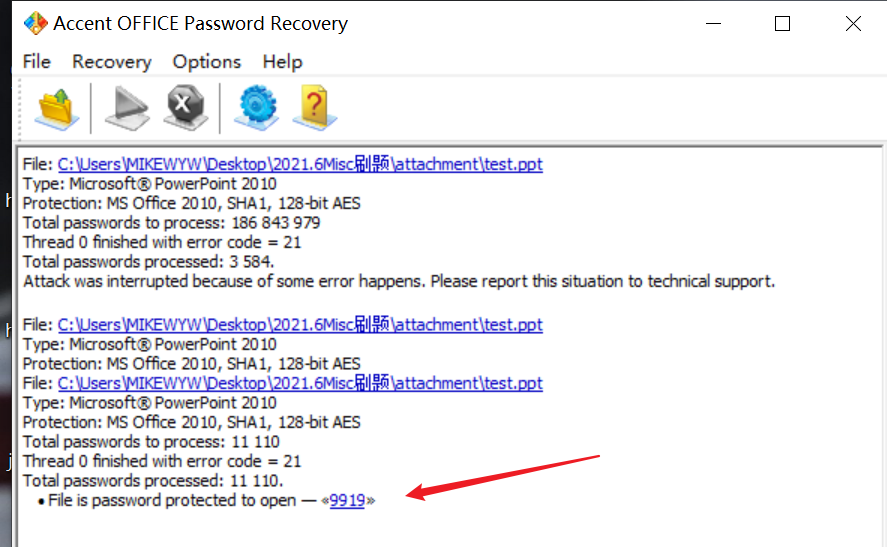 Accent OFFICE Password Recovery
File Recovery Options Help
File: C:\Users\MIKEWYW\Desktop\2021.6Misc刷题\attachment\test.ppt
Type: Microsoft® PowerPoint 2010
Protection: MS Office 2010, SHA1, 128-bit AES
Total passwords to process: 186 843 979
Thread 0 finished with error code = 21
Total passwords processed: 3 584.
Attack was interrupted because of some error happens. Please report this situation to technical support.
File: C:\Users\MIKEWYW\Desktop\2021.6Misc刷题\attachment\test.ppt
Type: Microsoft® PowerPoint 2010
Protection: MS Office 2010, SHA1, 128-bit AES
File: C:\Users\MIKEWYW\Desktop\2021.6Misc刷题\attachment\test.ppt
Type: Microsoft® PowerPoint 2010
Protection: MS Office 2010, SHA1, 128-bit AES
Total passwords to process: 11 110
Thread 0 finished with error code = 21
Total passwords processed: 11 110.
• File is password protected to open — «9919»